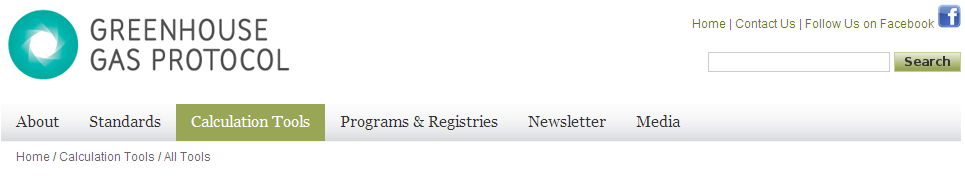 GREENHOUSE
GAS PROTOCOL
Home | Contact Us | Follow Us on Facebook
Search
About Standards Calculation Tools Programs & Registries Newsletter Media
Home / Calculation Tools / All Tools